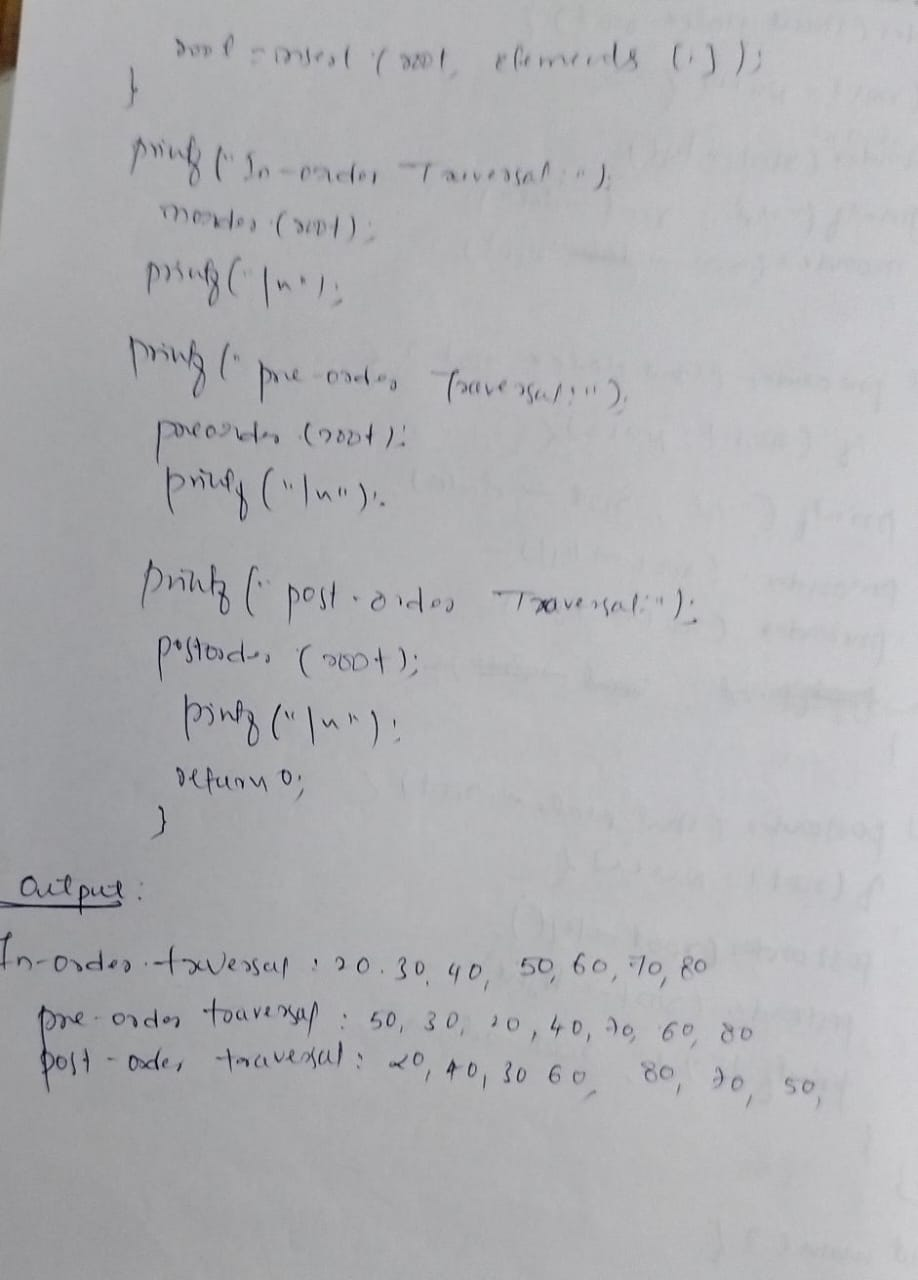 root = insert (root, elements [i]);
}
printf ("In-order Traversal:");
inorder (root);
printf ("\n");
printf (" pre-order Traversal:");
preorder (root);
printf ("\n");
printf (" post-order Traversal:");
postorder (root);
pintf ("\n");
return 0;
}
Output:
In-order traversal : 20. 30, 40, 50, 60, 70, 80
pre-order traversal : 50, 30, 20, 40, 70, 60, 80
post-order traversal : 20, 40, 30 60, 80, 70, 50,